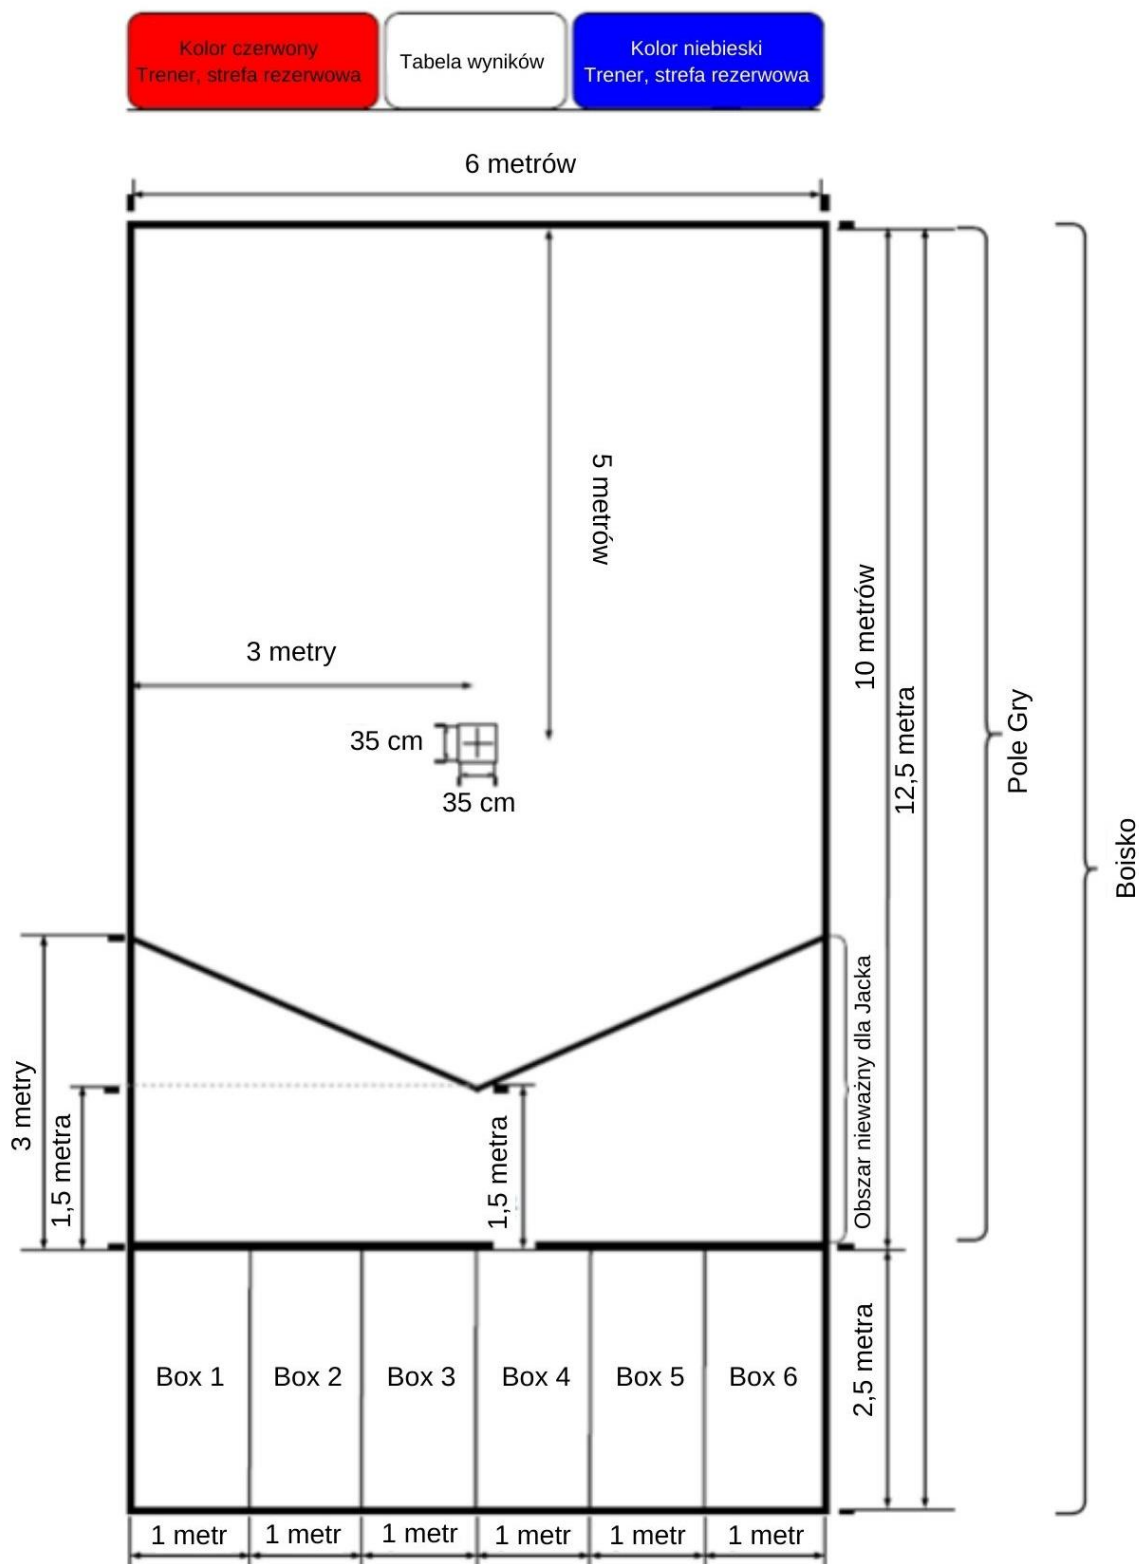 Kolor czerwony
Trener, strefa rezerwowa
Tabela wyników
Kolor niebieski
Trener, strefa rezerwowa
6 metrów
5 metrów
3 metry
35 cm
35 cm
10 metrów
12,5 metra
Pole Gry
Boisko
3 metry
1,5 metra
1,5 metra
Obszar nieważny dla Jacka
2,5 metra
Box 1
Box 2
Box 3
Box 4
Box 5
Box 6
1 metr
1 metr
1 metr
1 metr
1 metr
1 metr